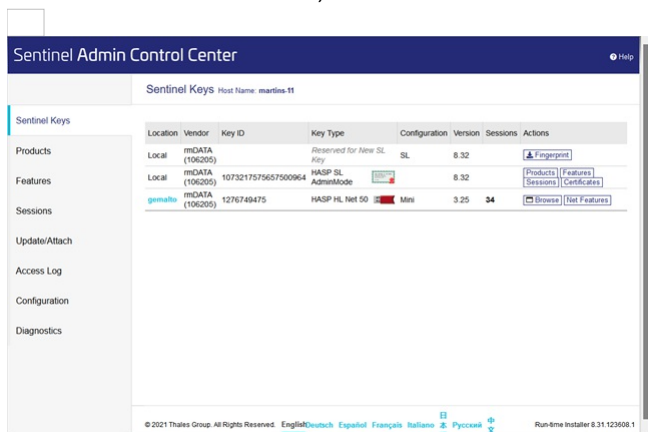 Sentinel Admin Control Center
Help
Sentinel Keys Host Name: martins-11
Sentinel Keys
Products
Features
Sessions
Update/Attach
Access Log
Configuration
Diagnostics
Location Vendor Key ID Key Type Configuration Version Sessions Actions
Local rmDATA (106205) Reserved for New SL Key SL 8.32 Fingerprint
Local rmDATA (106205) 1073217575657500964 HASP SL AdminMode 8.32 Products Features Sessions Certificates
gemalto rmDATA (106205) 1276749475 HASP HL Net 50 Mini 3.25 34 Browse Net Features
© 2021 Thales Group. All Rights Reserved. English Deutsch Español Français Italiano 日本 Русский 中文 Run-time Installer 8.31.123608.1